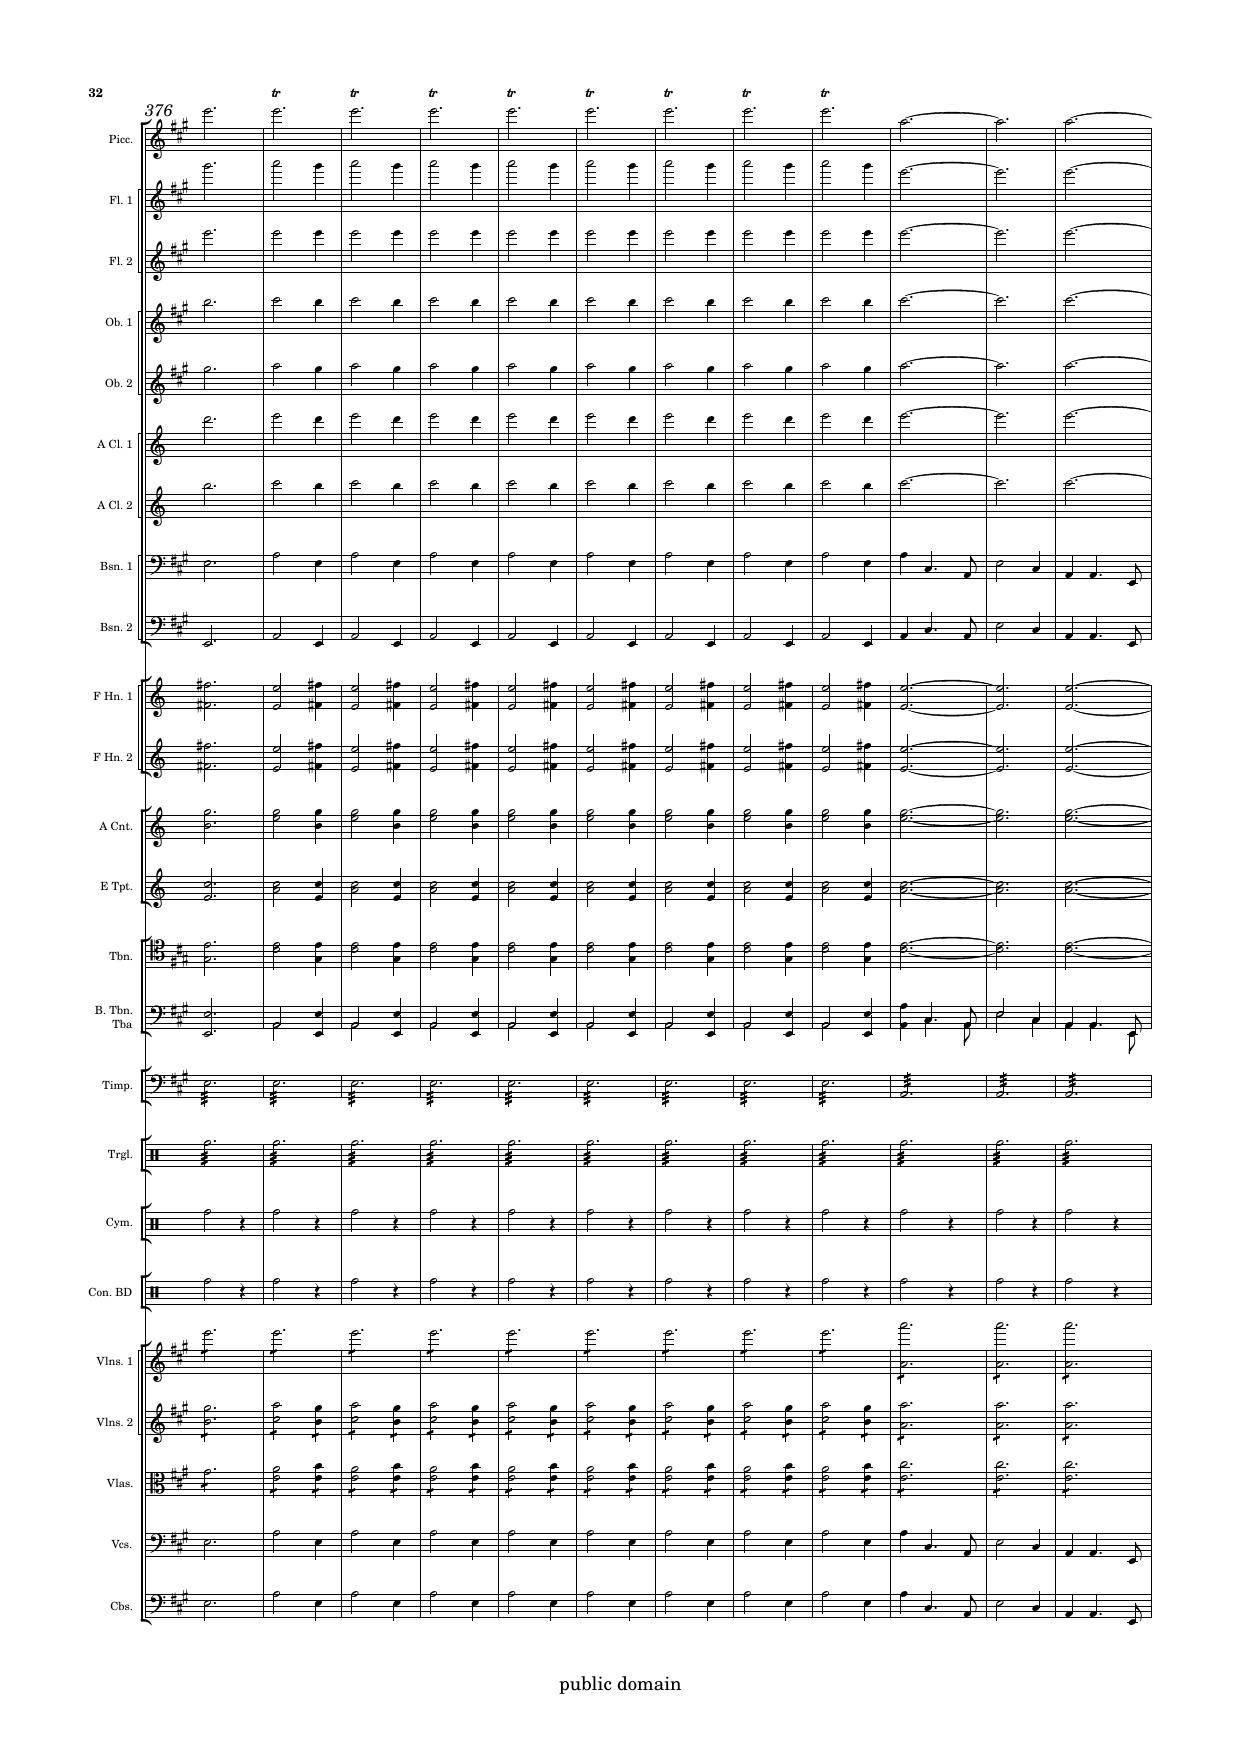 32
376
tr tr tr tr tr tr tr tr
Picc.
Fl. 1
Fl. 2
Ob. 1
Ob. 2
A Cl. 1
A Cl. 2
Bsn. 1
Bsn. 2
F Hn. 1
F Hn. 2
A Cnt.
E Tpt.
Tbn.
B. Tbn.
Tba
Timp.
Trgl.
Cym.
Con. BD
Vlns. 1
Vlns. 2
Vlas.
Vcs.
Cbs.
public domain